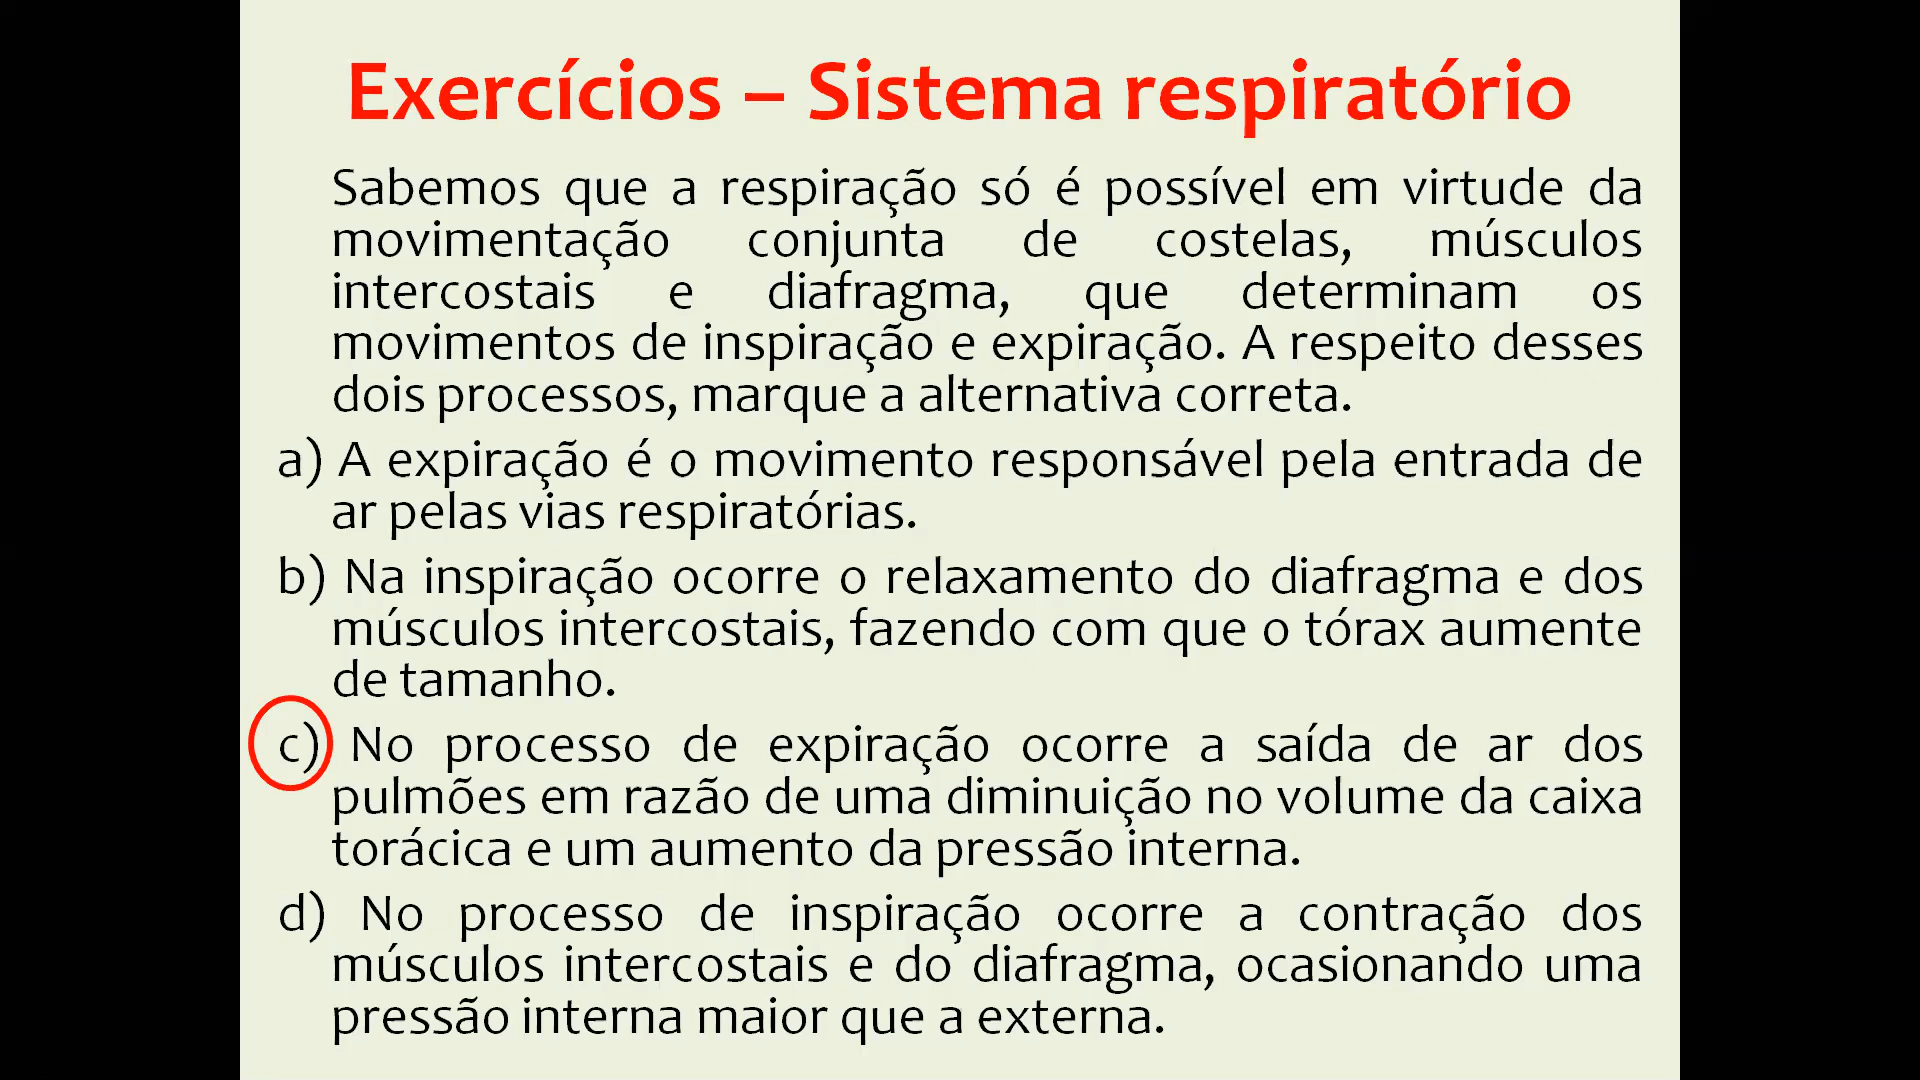 Exercícios – Sistema respiratório
Sabemos que a respiração só é possível em virtude da
movimentação conjunta de costelas, músculos
intercostais e diafragma, que determinam os
movimentos de inspiração e expiração. A respeito desses
dois processos, marque a alternativa correta.
a) A expiração é o movimento responsável pela entrada de
ar pelas vias respiratórias.
b) Na inspiração ocorre o relaxamento do diafragma e dos
músculos intercostais, fazendo com que o tórax aumente
de tamanho.
c) No processo de expiração ocorre a saída de ar dos
pulmões em razão de uma diminuição no volume da caixa
torácica e um aumento da pressão interna.
d) No processo de inspiração ocorre a contração dos
músculos intercostais e do diafragma, ocasionando uma
pressão interna maior que a externa.